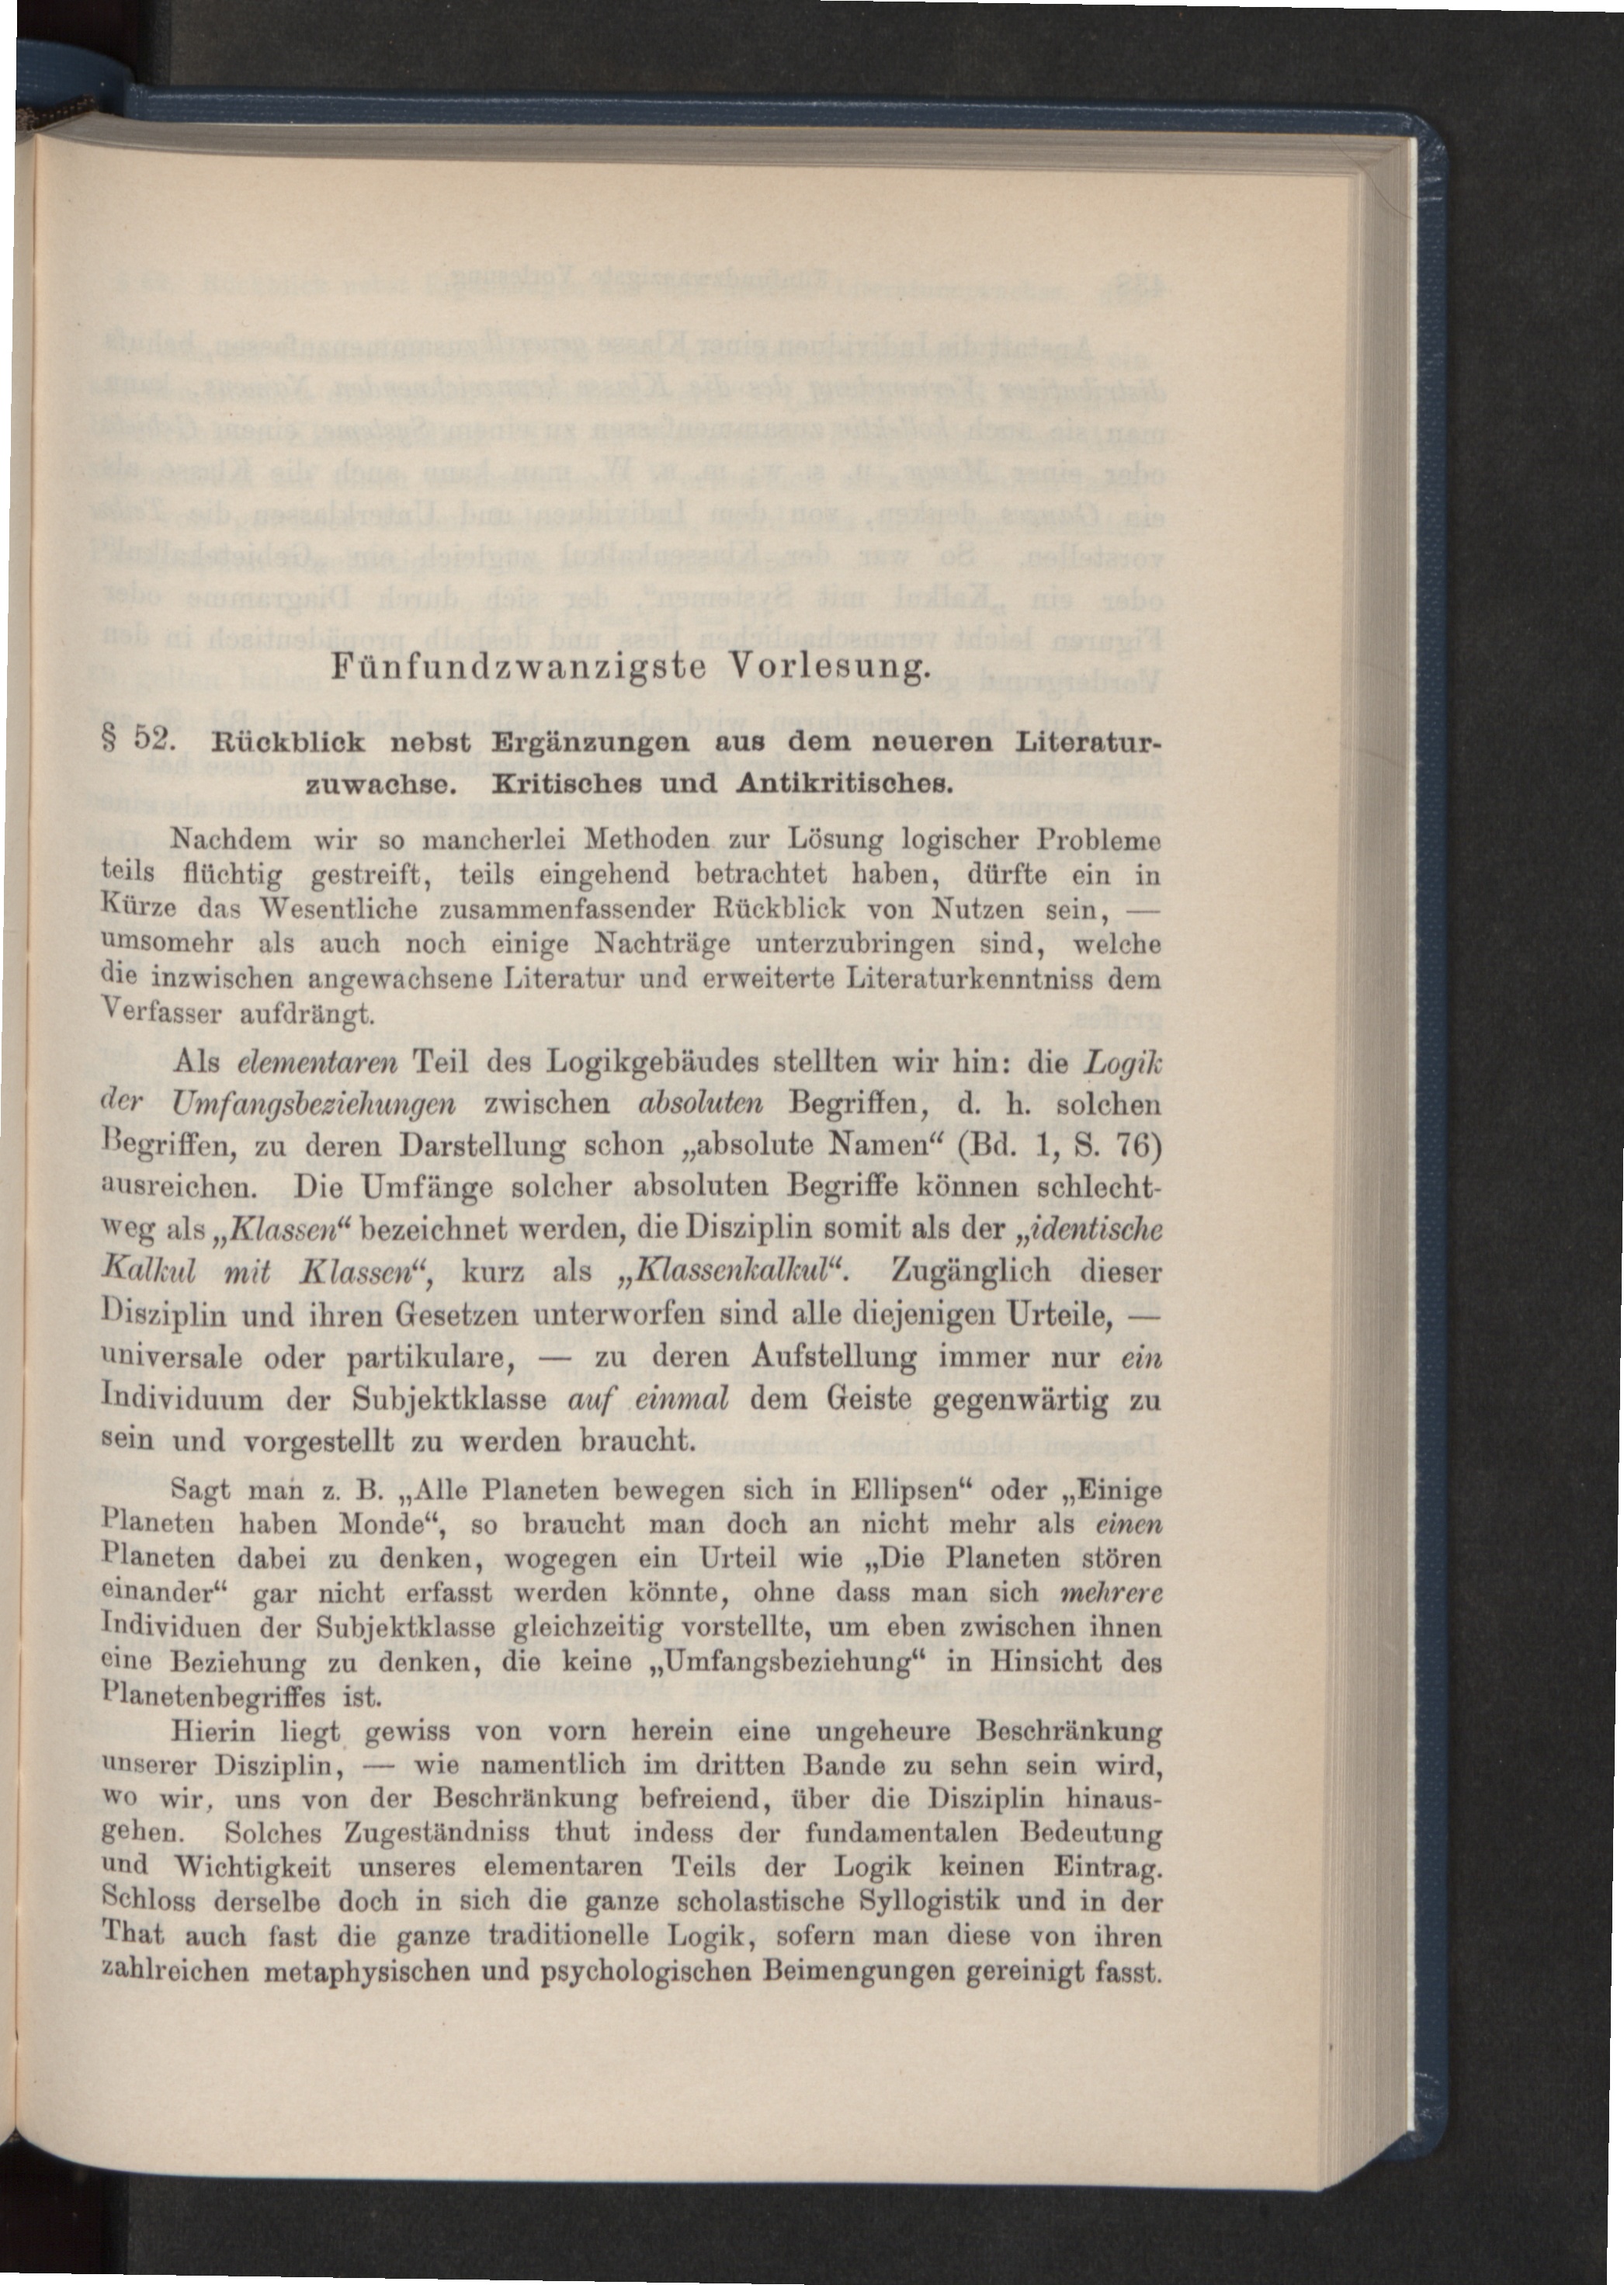 Fünfundzwanzigste Vorlesung.
§ 52. Rückblick nebst Ergänzungen aus dem neueren Literatur-
zuwachse. Kritisches und Antikritisches.
Nachdem wir so mancherlei Methoden zur Lösung logischer Probleme
teils flüchtig gestreift, teils eingehend betrachtet haben, dürfte ein in
Kürze das Wesentliche zusammenfassender Rückblick von Nutzen sein, —
umsomehr als auch noch einige Nachträge unterzubringen sind, welche
die inzwischen angewachsene Literatur und erweiterte Literaturkenntniss dem
Verfasser aufdrängt.
Als elementaren Teil des Logikgebäudes stellten wir hin: die Logik
der Umfangsbeziehungen zwischen absoluten Begriffen, d. h. solchen
Begriffen, zu deren Darstellung schon „absolute Namen“ (Bd. 1, S. 76)
ausreichen. Die Umfänge solcher absoluten Begriffe können schlecht-
weg als „Klassen“ bezeichnet werden, die Disziplin somit als der „identische
Kalkul mit Klassen“, kurz als „Klassenkalkul“. Zugänglich dieser
Disziplin und ihren Gesetzen unterworfen sind alle diejenigen Urteile, —
universale oder partikulare, — zu deren Aufstellung immer nur ein
Individuum der Subjektklasse auf einmal dem Geiste gegenwärtig zu
sein und vorgestellt zu werden braucht.
Sagt man z. B. „Alle Planeten bewegen sich in Ellipsen“ oder „Einige
Planeten haben Monde“, so braucht man doch an nicht mehr als einen
Planeten dabei zu denken, wogegen ein Urteil wie „Die Planeten stören
einander“ gar nicht erfasst werden könnte, ohne dass man sich mehrere
Individuen der Subjektklasse gleichzeitig vorstellte, um eben zwischen ihnen
eine Beziehung zu denken, die keine „Umfangsbeziehung“ in Hinsicht des
Planetenbegriffes ist.
Hierin liegt gewiss von vorn herein eine ungeheure Beschränkung
unserer Disziplin, — wie namentlich im dritten Bande zu sehn sein wird,
wo wir, uns von der Beschränkung befreiend, über die Disziplin hinaus-
gehen. Solches Zugeständniss thut indess der fundamentalen Bedeutung
und Wichtigkeit unseres elementaren Teils der Logik keinen Eintrag.
Schloss derselbe doch in sich die ganze scholastische Syllogistik und in der
That auch fast die ganze traditionelle Logik, sofern man diese von ihren
zahlreichen metaphysischen und psychologischen Beimengungen gereinigt fasst.